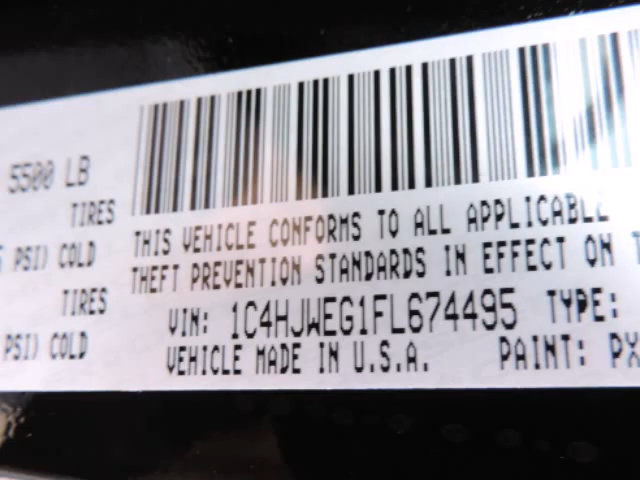 5500 LB
TIRES
PSI) COLD
TIRES
PSI) COLD
THIS VEHICLE CONFORMS TO ALL APPLICABLE
THEFT PREVENTION STANDARDS IN EFFECT ON T
VIN: 1C4HJWEG1FL674495 TYPE:
VEHICLE MADE IN U.S.A. PAINT: PX